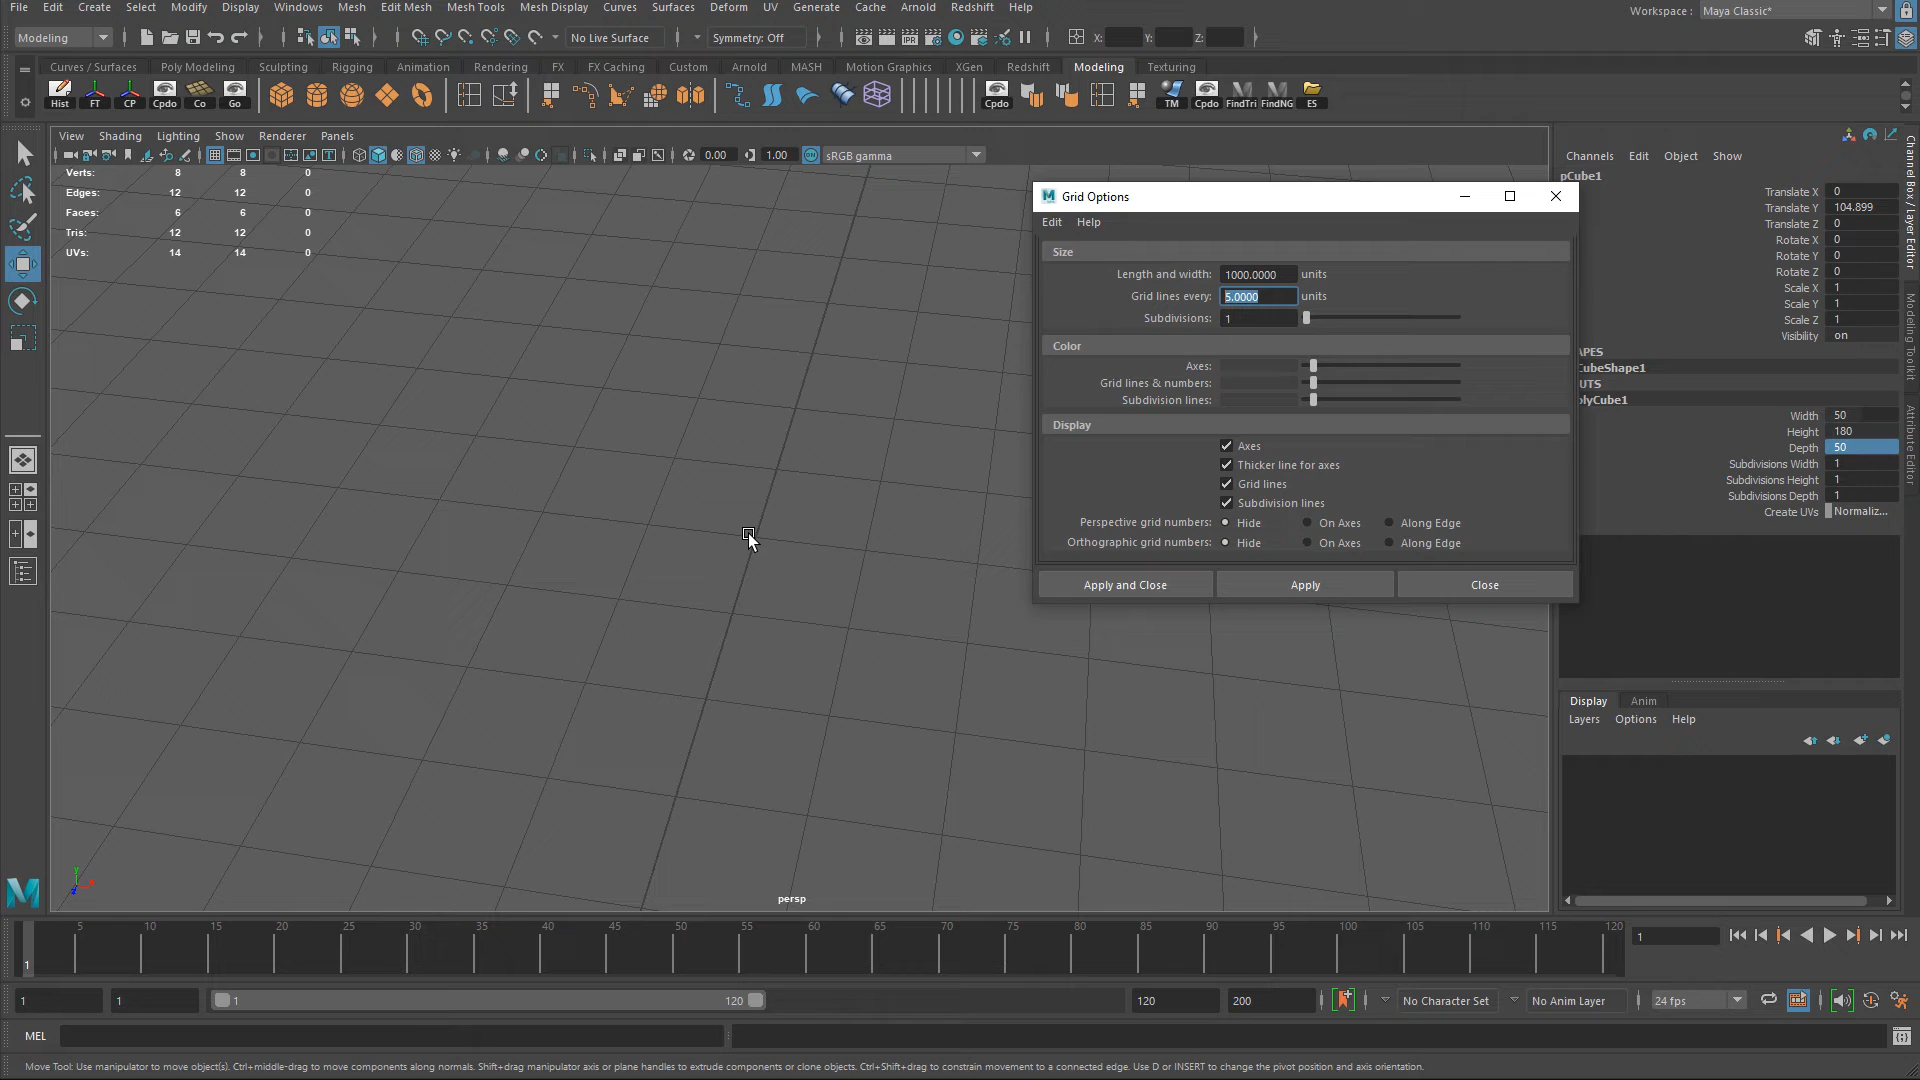 File Edit Create Select Modify Display Windows Mesh Edit Mesh Mesh Tools Mesh Display Curves Surfaces Deform UV Generate Cache Arnold Redshift Help Workspace : Maya Classic*
Modeling No Live Surface Symmetry: Off X: Y: Z:
Curves / Surfaces Poly Modeling Sculpting Rigging Animation Rendering FX FX Caching Custom Arnold MASH Motion Graphics XGen Redshift Modeling Texturing
Hist FT CP Cpdo Co Go Cpdo TM Cpdo FindTri FindNG ES
View Shading Lighting Show Renderer Panels
0.00 1.00 sRGB gamma
Verts: 8 8 0
Edges: 12 12 0
Faces: 6 6 0
Tris: 12 12 0
UVs: 14 14 0
persp
Grid Options
Edit Help
Size
Length and width: 1000.0000 units
Grid lines every: 5.0000 units
Subdivisions: 1
Color
Axes:
Grid lines & numbers:
Subdivision lines:
Display
Axes
Thicker line for axes
Grid lines
Subdivision lines
Perspective grid numbers: Hide On Axes Along Edge
Orthographic grid numbers: Hide On Axes Along Edge
Apply and Close Apply Close
Channels Edit Object Show
pCube1
Translate X 0
Translate Y 104.899
Translate Z 0
Rotate X 0
Rotate Y 0
Rotate Z 0
Scale X 1
Scale Y 1
Scale Z 1
Visibility on
APES
CubeShape1
UTS
olyCube1
Width 50
Height 180
Depth 50
Subdivisions Width 1
Subdivisions Height 1
Subdivisions Depth 1
Create UVs Normaliz...
Channel Box / Layer Editor
Modeling Toolkit
Attribute Editor
Display Anim
Layers Options Help
5 10 15 20 25 30 35 40 45 50 55 60 65 70 75 80 85 90 95 100 105 110 115 120
1 1
1 1 1 120 120 200 No Character Set No Anim Layer 24 fps
MEL
Move Tool: Use manipulator to move object(s). Ctrl+middle-drag to move components along normals. Shift+drag manipulator axis or plane handles to extrude components or clone objects. Ctrl+Shift+drag to constrain movement to a connected edge. Use D or INSERT to change the pivot position and axis orientation.